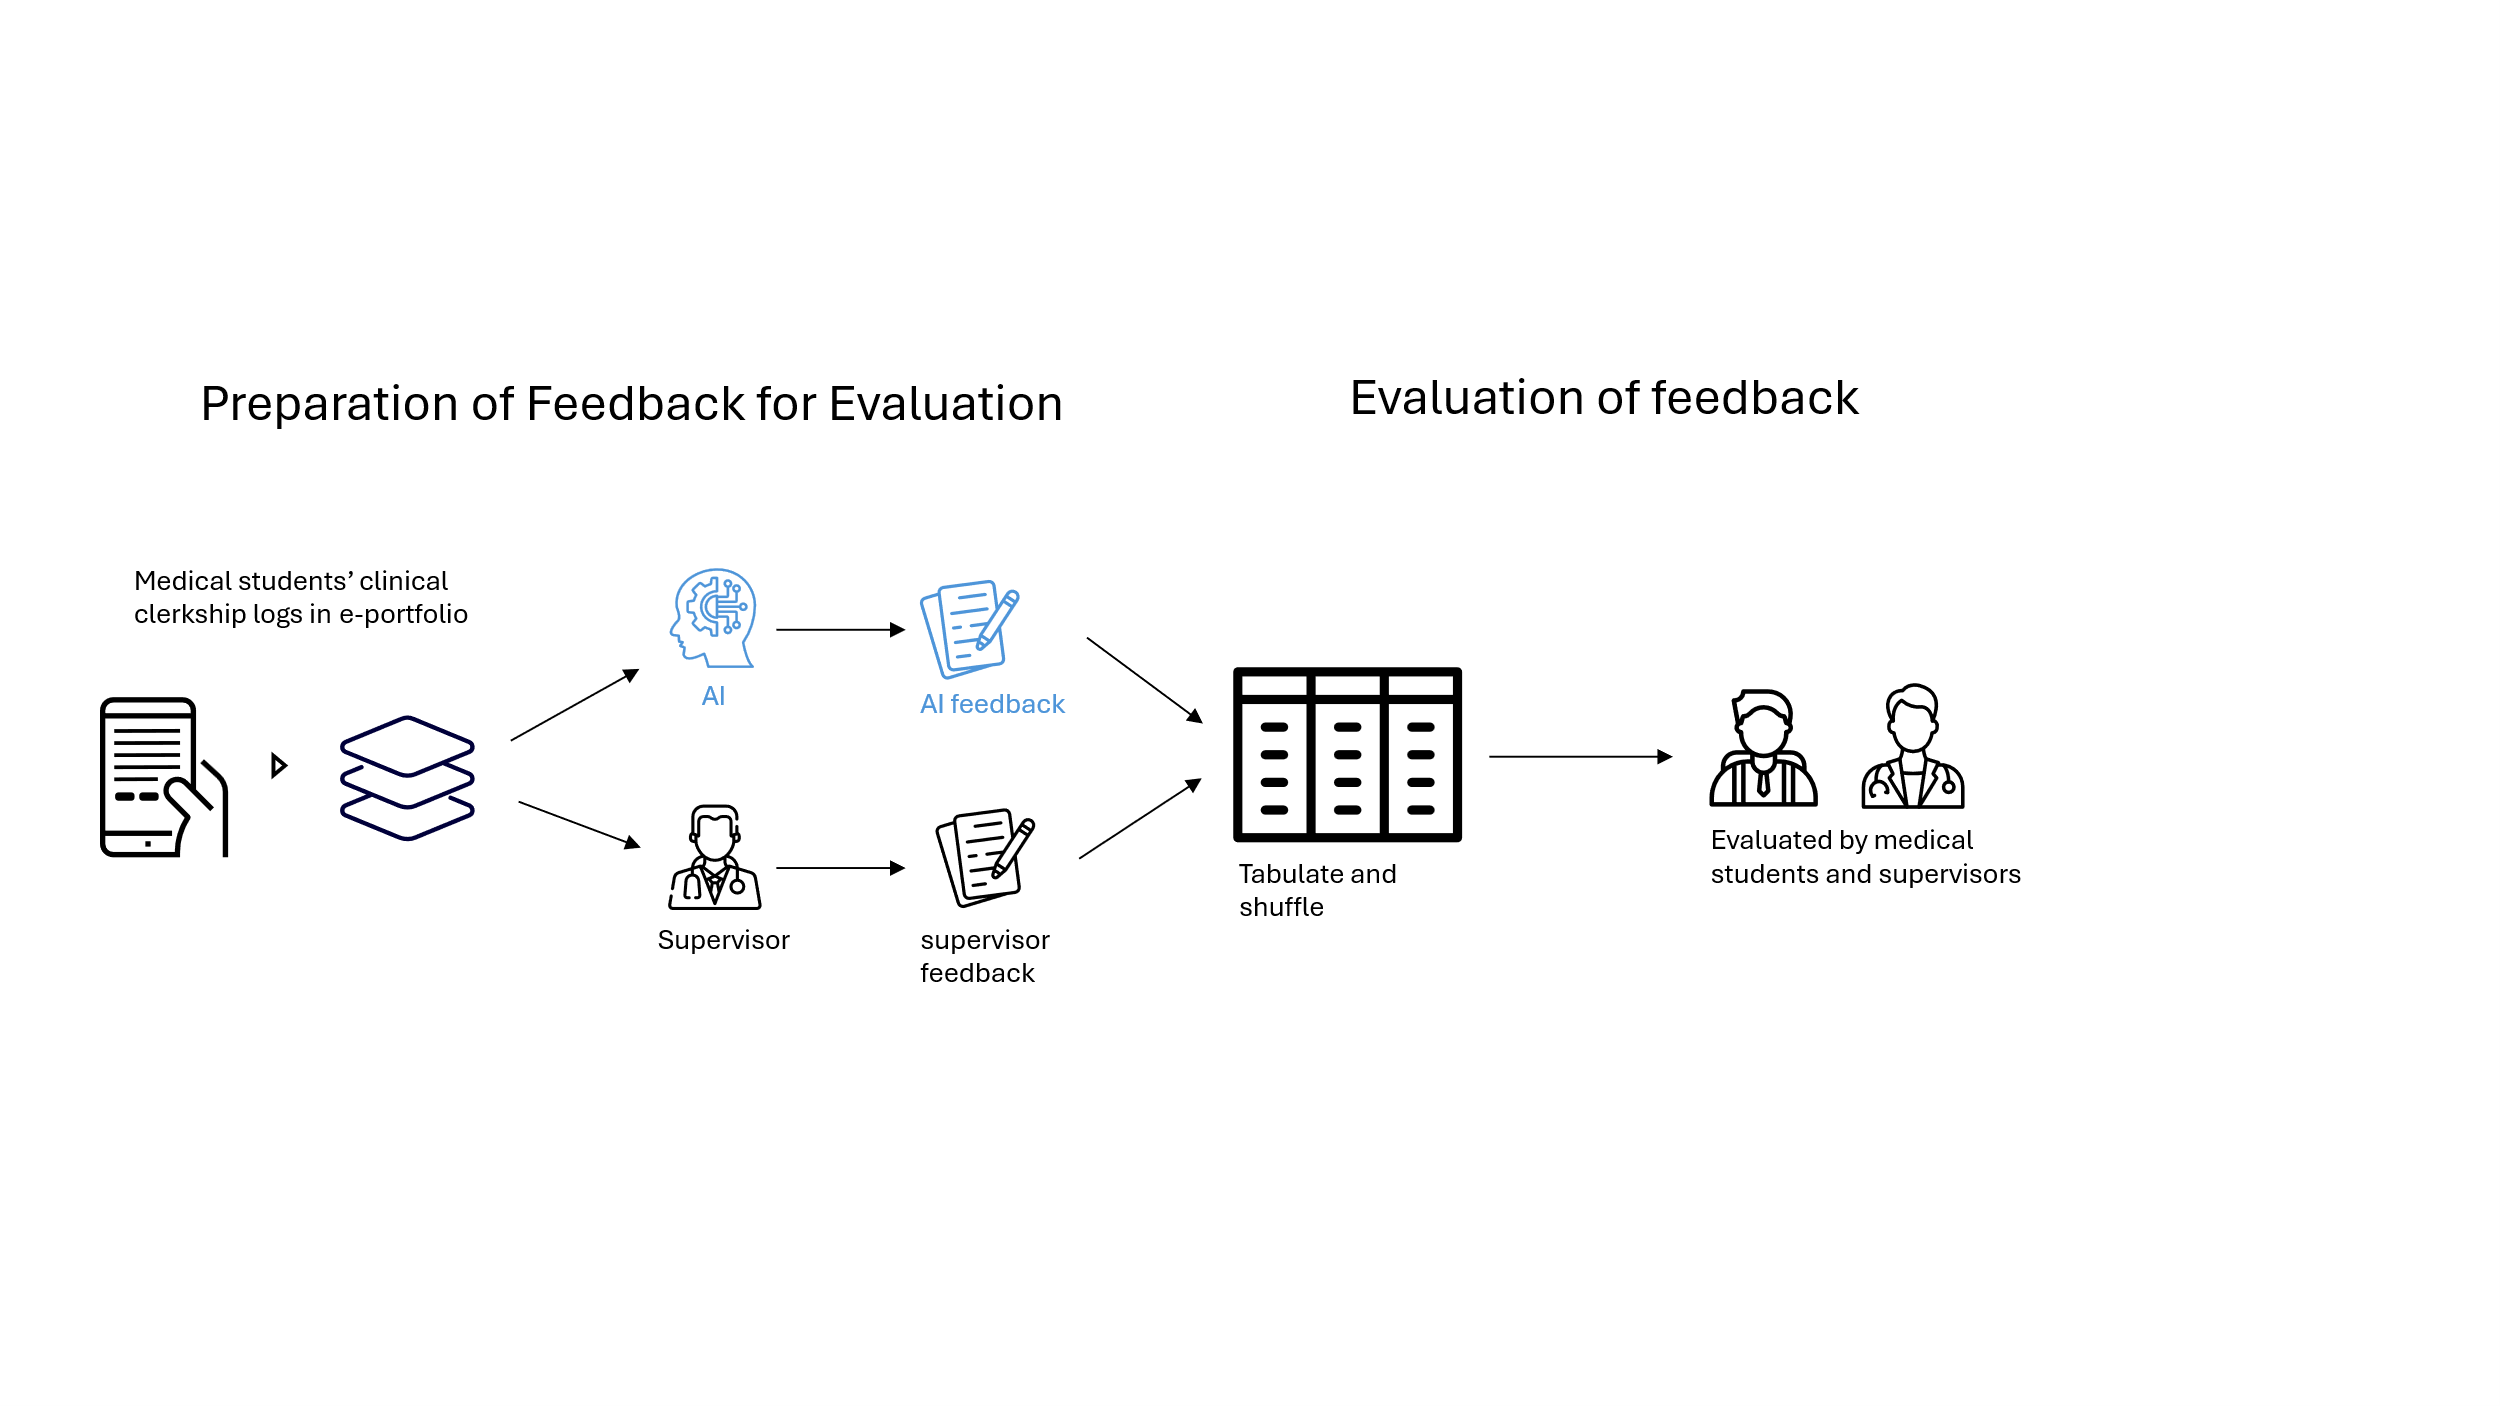 Preparation of Feedback for Evaluation
Evaluation of feedback
Medical students’ clinical
clerkship logs in e-portfolio
AI
AI feedback
Supervisor
supervisor
feedback
Tabulate and
shuffle
Evaluated by medical
students and supervisors